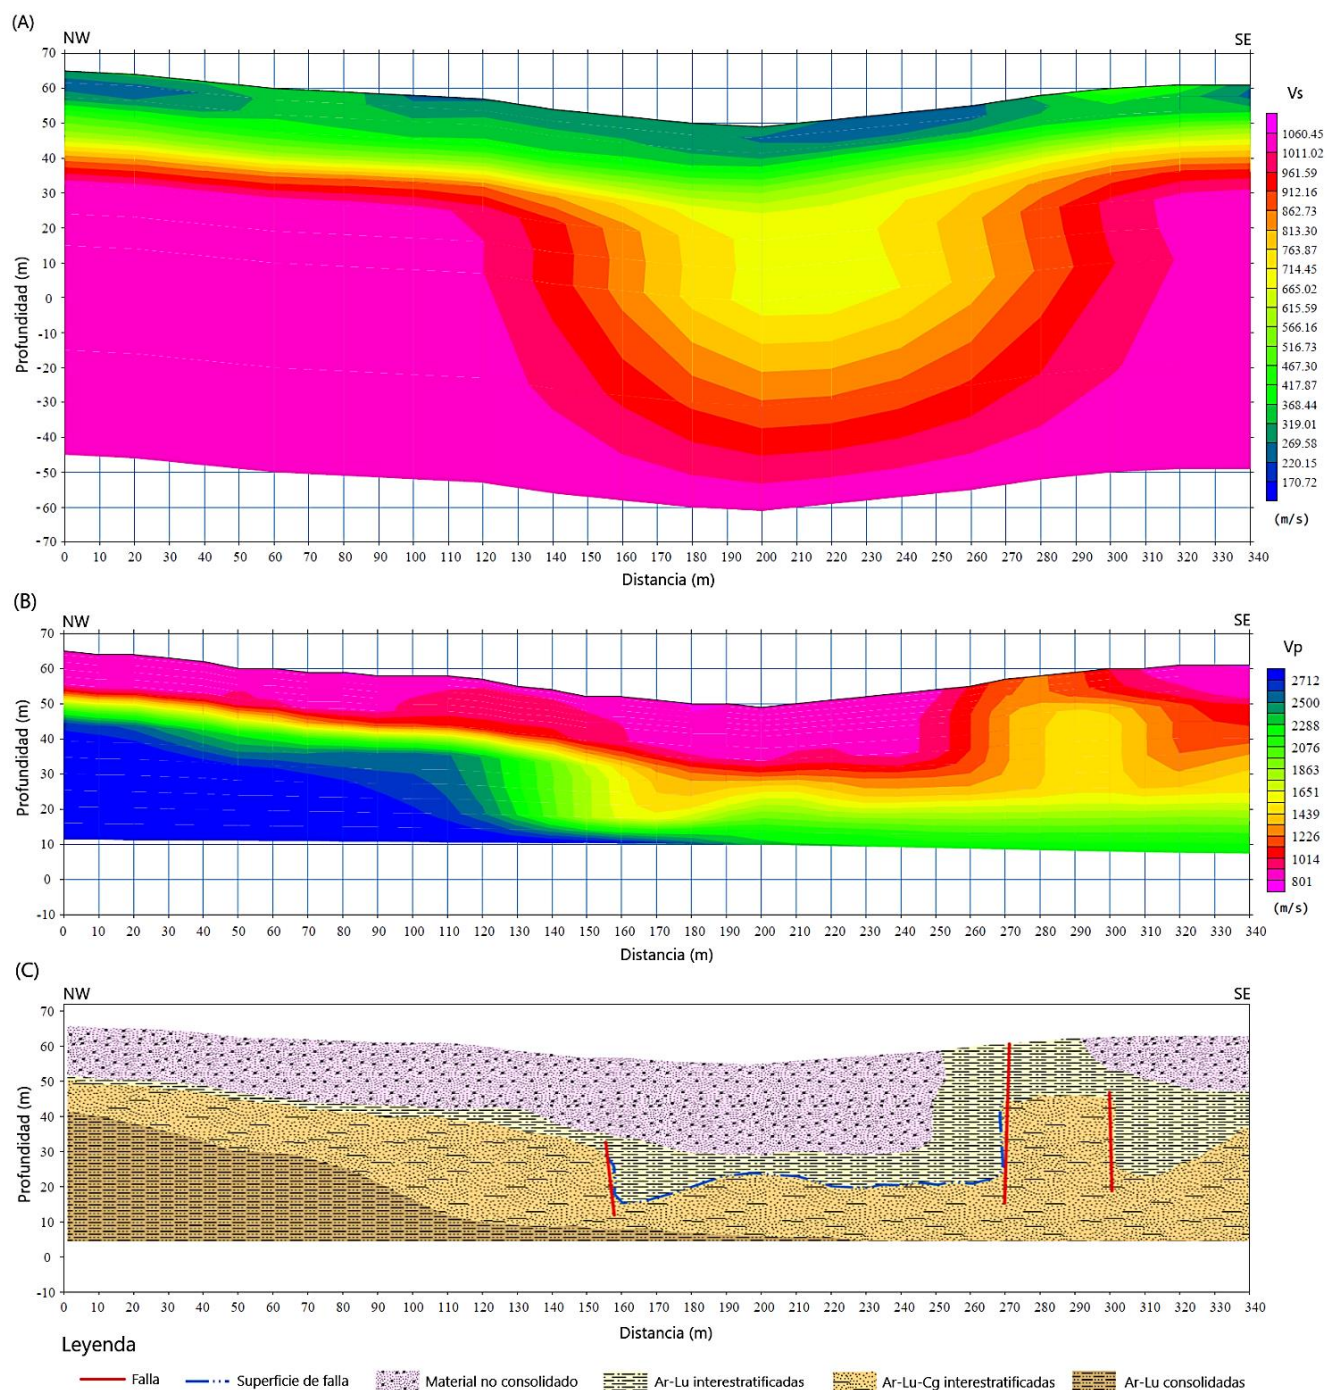 (A)
NW SE
70
60
50
40
30
20
10
0
-10
-20
-30
-40
-50
-60
-70
Profundidad (m)
0 10 20 30 40 50 60 70 80 90 100 110 120 130 140 150 160 170 180 190 200 210 220 230 240 250 260 270 280 290 300 310 320 330 340
Distancia (m)
Vs
1060.45
1011.02
961.59
912.16
862.73
813.30
763.87
714.45
665.02
615.59
566.16
516.73
467.30
417.87
368.44
319.01
269.58
220.15
170.72
(m/s)
(B)
NW SE
70
60
50
40
30
20
10
0
-10
Profundidad (m)
0 10 20 30 40 50 60 70 80 90 100 110 120 130 140 150 160 170 180 190 200 210 220 230 240 250 260 270 280 290 300 310 320 330 340
Distancia (m)
Vp
2712
2500
2288
2076
1863
1651
1439
1226
1014
801
(m/s)
(C)
NW SE
70
60
50
40
30
20
10
0
-10
Profundidad (m)
0 10 20 30 40 50 60 70 80 90 100 110 120 130 140 150 160 170 180 190 200 210 220 230 240 250 260 270 280 290 300 310 320 330 340
Distancia (m)
Leyenda
Falla Superficie de falla Material no consolidado Ar-Lu interestratificadas Ar-Lu-Cg interestratificadas Ar-Lu consolidadas